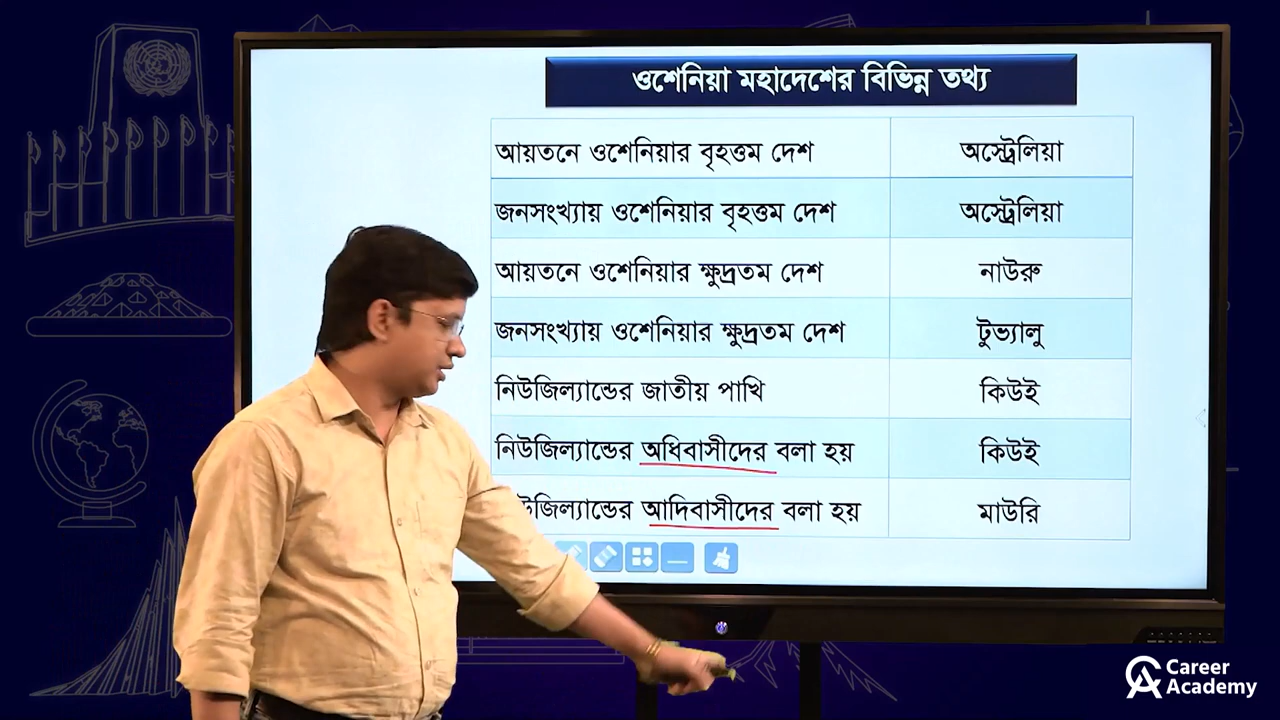 ওশেনিয়া মহাদেশের বিভিন্ন তথ্য
আয়তনে ওশেনিয়ার বৃহত্তম দেশ অস্ট্রেলিয়া
জনসংখ্যায় ওশেনিয়ার বৃহত্তম দেশ অস্ট্রেলিয়া
আয়তনে ওশেনিয়ার ক্ষুদ্রতম দেশ নাউরু
জনসংখ্যায় ওশেনিয়ার ক্ষুদ্রতম দেশ টুভ্যালু
নিউজিল্যান্ডের জাতীয় পাখি কিউই
নিউজিল্যান্ডের অধিবাসীদের বলা হয় কিউই
উজিল্যান্ডের আদিবাসীদের বলা হয় মাউরি
Career
Academy